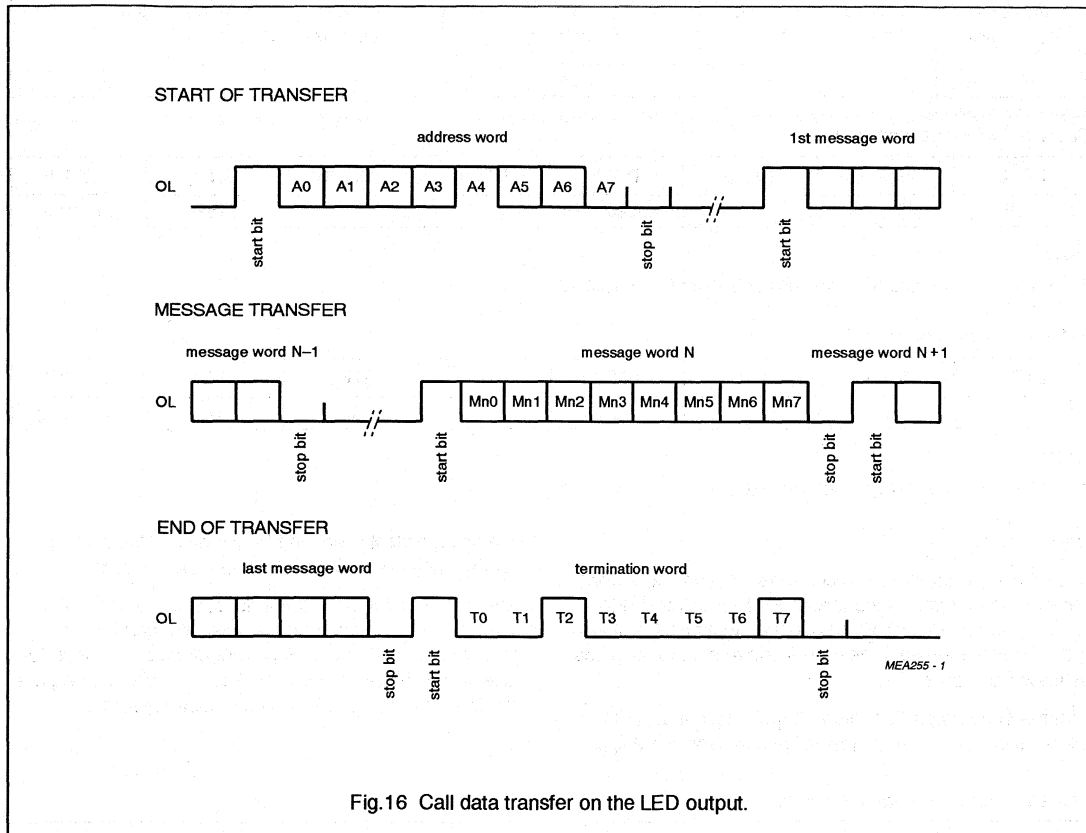 START OF TRANSFER
address word
1st message word
OL
A0 A1 A2 A3 A4 A5 A6 A7
start bit
stop bit
start bit
MESSAGE TRANSFER
message word N–1
message word N
message word N+1
OL
Mn0 Mn1 Mn2 Mn3 Mn4 Mn5 Mn6 Mn7
stop bit
start bit
stop bit
start bit
END OF TRANSFER
last message word
termination word
OL
T0 T1 T2 T3 T4 T5 T6 T7
stop bit
start bit
stop bit
MEA255 - 1
Fig.16 Call data transfer on the LED output.